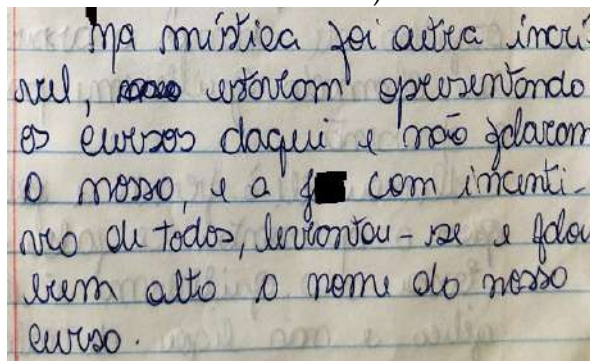 Na mística foi outra incrí
vel, estavam apresentando
os cursos daqui e não falaram
o nosso, e a com incenti-
vo de todos, levantou-se e falou
bem alto o nome do nosso
curso.